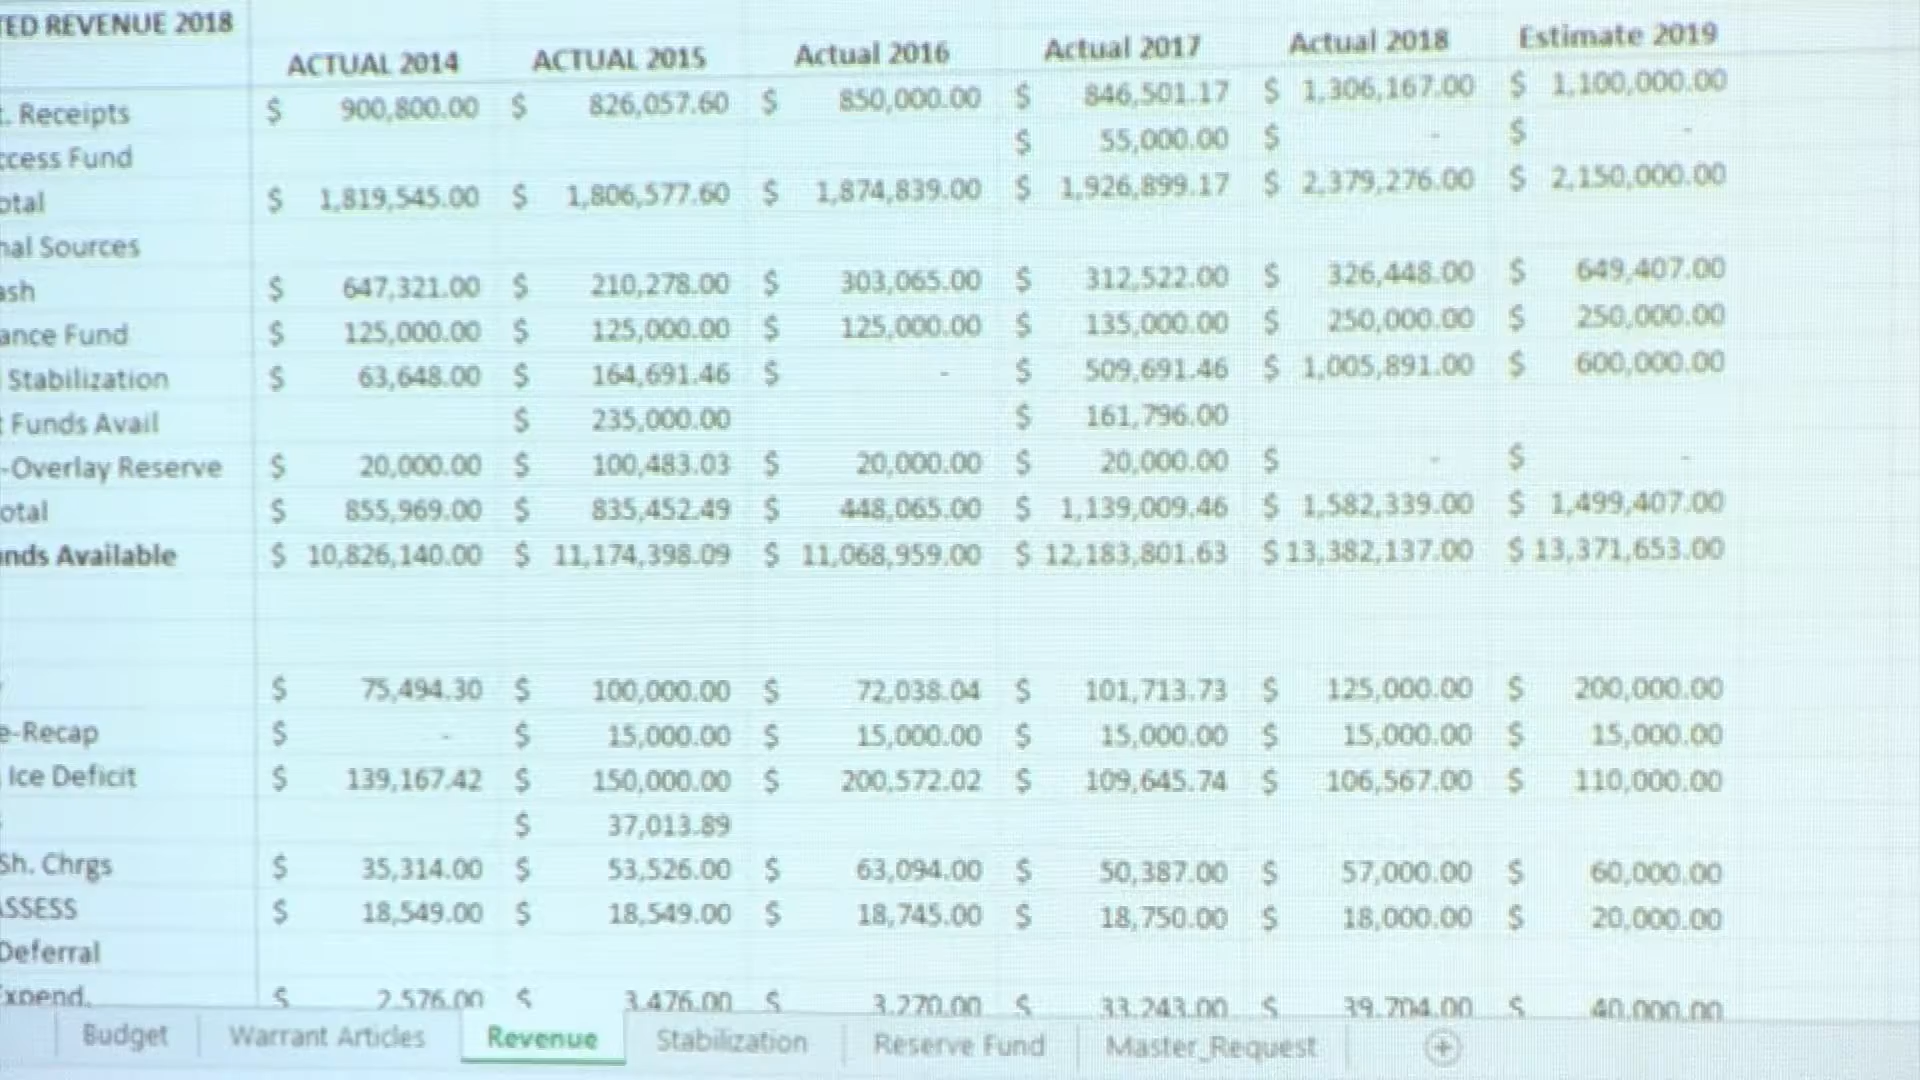 TED REVENUE 2018
ACTUAL 2014 ACTUAL 2015 Actual 2016 Actual 2017 Actual 2018 Estimate 2019
. Receipts $ 900,800.00 $ 826,057.60 $ 850,000.00 $ 846,501.17 $ 1,306,167.00 $ 1,100,000.00
ccess Fund $ 55,000.00 $ - $ -
otal $ 1,819,545.00 $ 1,806,577.60 $ 1,874,839.00 $ 1,926,899.17 $ 2,379,276.00 $ 2,150,000.00
nal Sources
ash $ 647,321.00 $ 210,278.00 $ 303,065.00 $ 312,522.00 $ 326,448.00 $ 649,407.00
ance Fund $ 125,000.00 $ 125,000.00 $ 125,000.00 $ 135,000.00 $ 250,000.00 $ 250,000.00
Stabilization $ 63,648.00 $ 164,691.46 $ - $ 509,691.46 $ 1,005,891.00 $ 600,000.00
t Funds Avail $ 235,000.00 $ 161,796.00
-Overlay Reserve $ 20,000.00 $ 100,483.03 $ 20,000.00 $ 20,000.00 $ - $ -
otal $ 855,969.00 $ 835,452.49 $ 448,065.00 $ 1,139,009.46 $ 1,582,339.00 $ 1,499,407.00
unds Available $ 10,826,140.00 $ 11,174,398.09 $ 11,068,959.00 $ 12,183,801.63 $ 13,382,137.00 $ 13,371,653.00
$ 75,494.30 $ 100,000.00 $ 72,038.04 $ 101,713.73 $ 125,000.00 $ 200,000.00
e-Recap $ - $ 15,000.00 $ 15,000.00 $ 15,000.00 $ 15,000.00 $ 15,000.00
Ice Deficit $ 139,167.42 $ 150,000.00 $ 200,572.02 $ 109,645.74 $ 106,567.00 $ 110,000.00
$ 37,013.89
Sh. Chrgs $ 35,314.00 $ 53,526.00 $ 63,094.00 $ 50,387.00 $ 57,000.00 $ 60,000.00
ASSESS $ 18,549.00 $ 18,549.00 $ 18,745.00 $ 18,750.00 $ 18,000.00 $ 20,000.00
Deferral
Expend. $ 2,576.00 $ 3,476.00 $ 3,270.00 $ 33,243.00 $ 39,704.00 $ 40,000.00
Budget Warrant Articles Revenue Stabilization Reserve Fund Master_Request